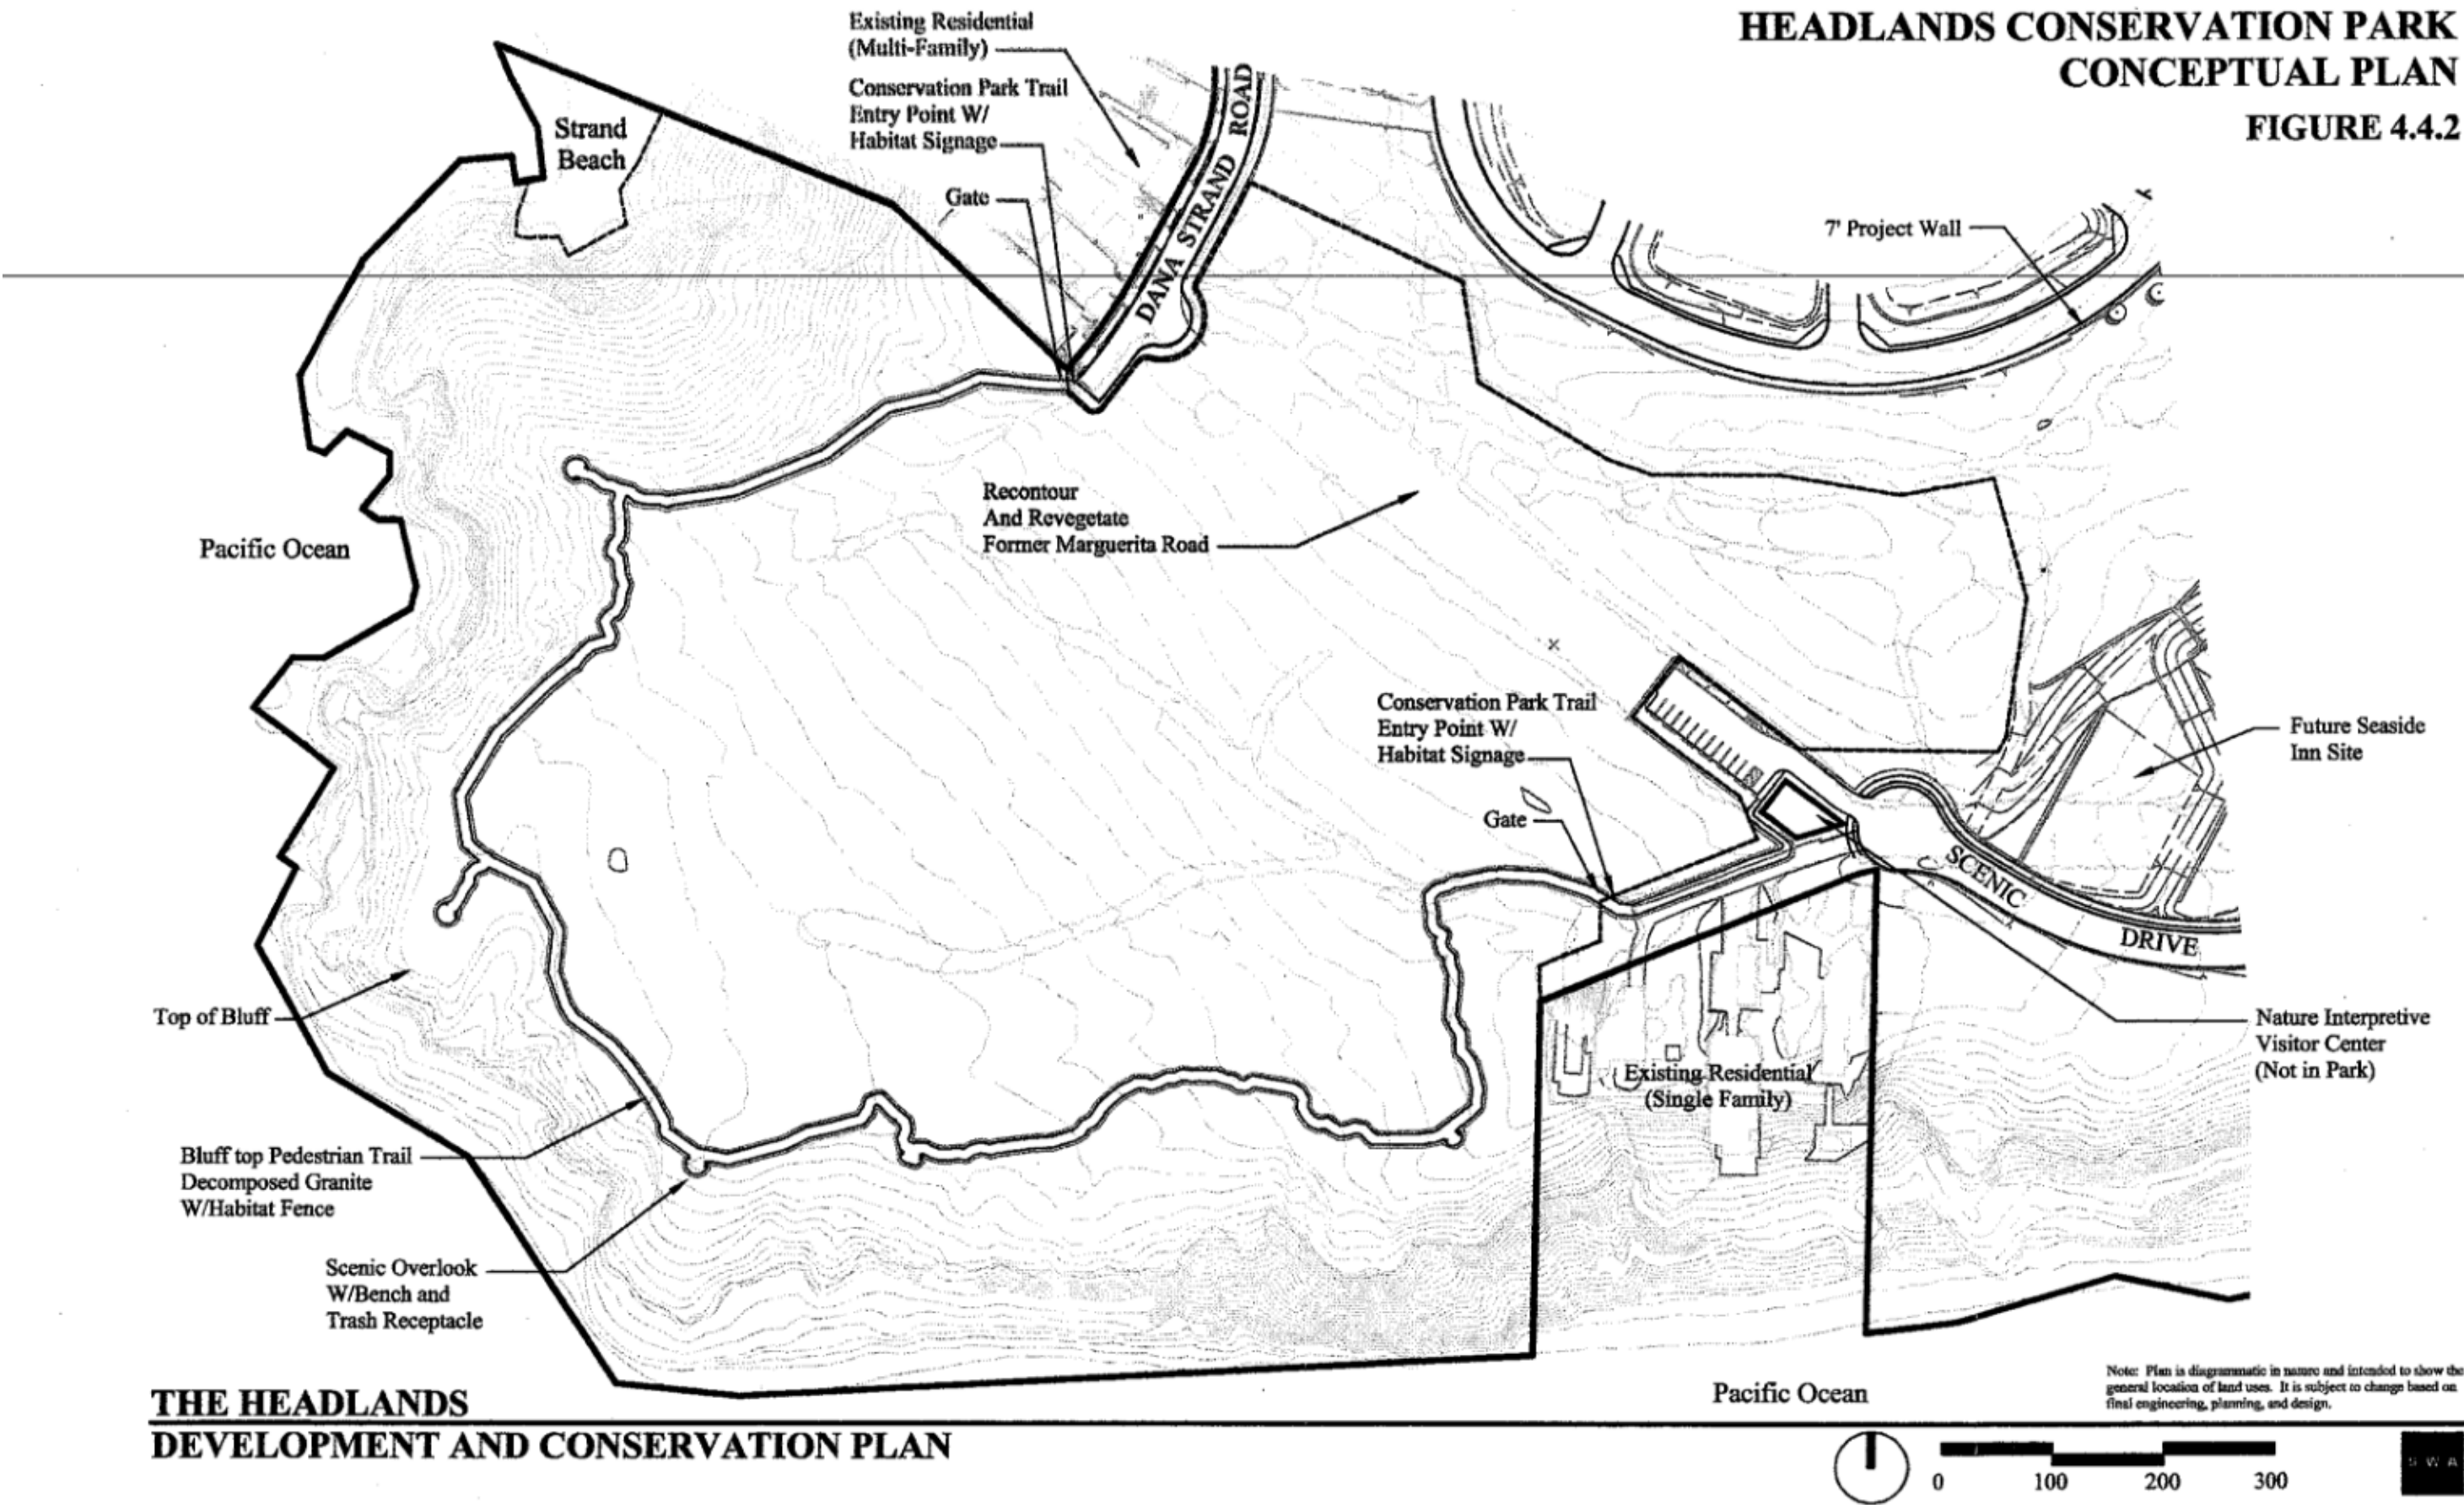 HEADLANDS CONSERVATION PARK
CONCEPTUAL PLAN
FIGURE 4.4.2
Existing Residential
(Multi-Family)
Conservation Park Trail
Entry Point W/
Habitat Signage
Gate
Strand
Beach
DANA STRAND ROAD
7' Project Wall
Pacific Ocean
Recontour
And Revegetate
Former Marguerita Road
Conservation Park Trail
Entry Point W/
Habitat Signage
Gate
Future Seaside
Inn Site
SCENIC DRIVE
Top of Bluff
Nature Interpretive
Visitor Center
(Not in Park)
Existing Residential
(Single Family)
Bluff top Pedestrian Trail
Decomposed Granite
W/Habitat Fence
Scenic Overlook
W/Bench and
Trash Receptacle
Pacific Ocean
Note: Plan is diagrammatic in nature and intended to show the
general location of land uses. It is subject to change based on
final engineering, planning, and design.
THE HEADLANDS
DEVELOPMENT AND CONSERVATION PLAN
0 100 200 300
S W A